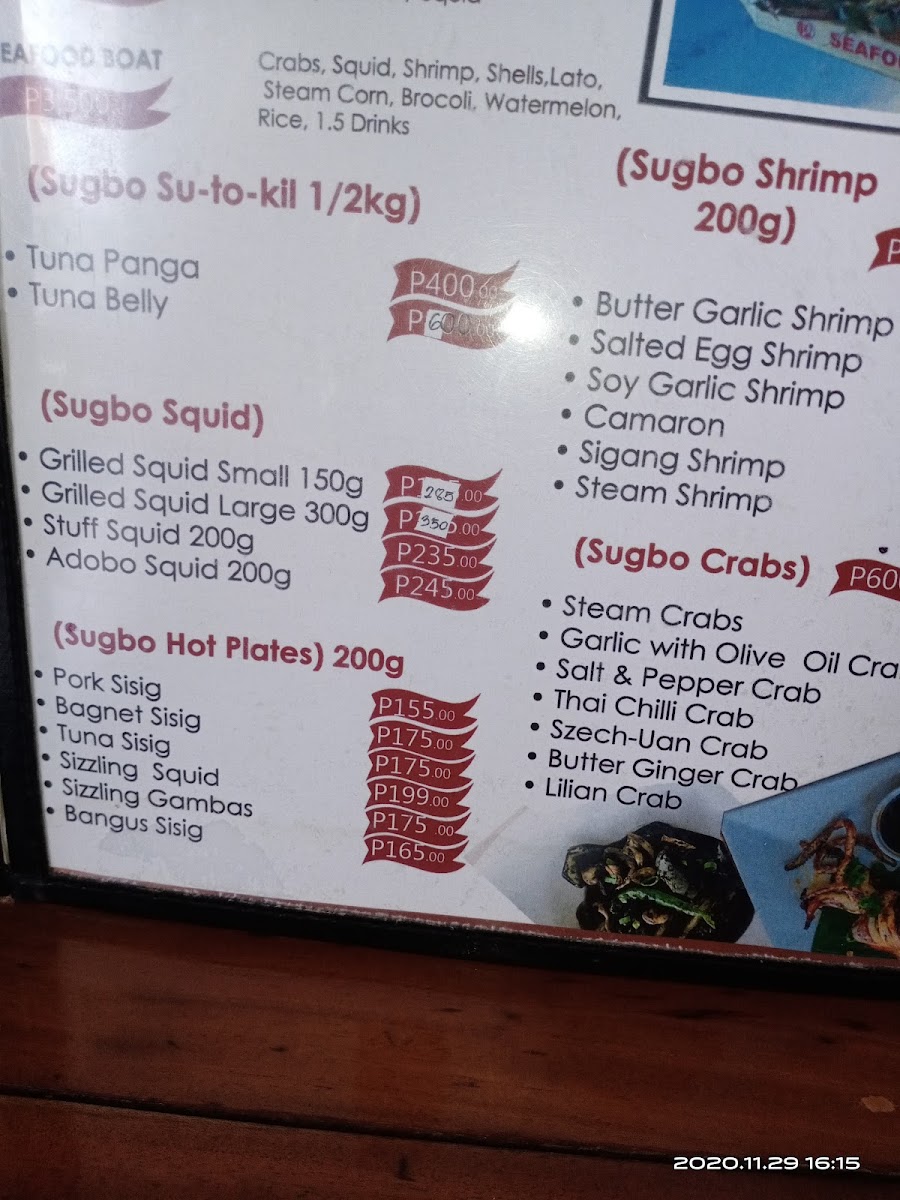 SEAFOOD BOAT
P3,500
Crabs, Squid, Shrimp, Shells,Lato,
Steam Corn, Brocoli, Watermelon,
Rice, 1.5 Drinks
SEAFOO
(Sugbo Su-to-kil 1/2kg)
• Tuna Panga P400.00
• Tuna Belly P600.00
(Sugbo Squid)
• Grilled Squid Small 150g P285.00
• Grilled Squid Large 300g P350.00
• Stuff Squid 200g P235.00
• Adobo Squid 200g P245.00
(Sugbo Hot Plates) 200g
• Pork Sisig P155.00
• Bagnet Sisig P175.00
• Tuna Sisig P175.00
• Sizzling Squid P199.00
• Sizzling Gambas P175.00
• Bangus Sisig P165.00
(Sugbo Shrimp
200g)
P
• Butter Garlic Shrimp
• Salted Egg Shrimp
• Soy Garlic Shrimp
• Camaron
• Sigang Shrimp
• Steam Shrimp
(Sugbo Crabs) P60
• Steam Crabs
• Garlic with Olive Oil Cra
• Salt & Pepper Crab
• Thai Chilli Crab
• Szech-Uan Crab
• Butter Ginger Crab
• Lilian Crab
2020.11.29 16:15